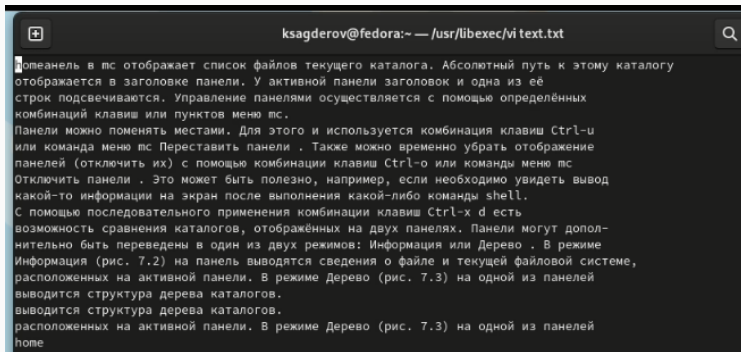 ksagderov@fedora:~ — /usr/libexec/vi text.txt
homeанель в mc отображает список файлов текущего каталога. Абсолютный путь к этому каталогу
отображается в заголовке панели. У активной панели заголовок и одна из её
строк подсвечиваются. Управление панелями осуществляется с помощью определённых
комбинаций клавиш или пунктов меню mc.
Панели можно поменять местами. Для этого и используется комбинация клавиш Ctrl-u
или команда меню mc Переставить панели . Также можно временно убрать отображение
панелей (отключить их) с помощью комбинации клавиш Ctrl-o или команды меню mc
Отключить панели . Это может быть полезно, например, если необходимо увидеть вывод
какой-то информации на экран после выполнения какой-либо команды shell.
С помощью последовательного применения комбинации клавиш Ctrl-x d есть
возможность сравнения каталогов, отображённых на двух панелях. Панели могут допол-
нительно быть переведены в один из двух режимов: Информация или Дерево . В режиме
Информация (рис. 7.2) на панель выводятся сведения о файле и текущей файловой системе,
расположенных на активной панели. В режиме Дерево (рис. 7.3) на одной из панелей
выводится структура дерева каталогов.
выводится структура дерева каталогов.
расположенных на активной панели. В режиме Дерево (рис. 7.3) на одной из панелей
home